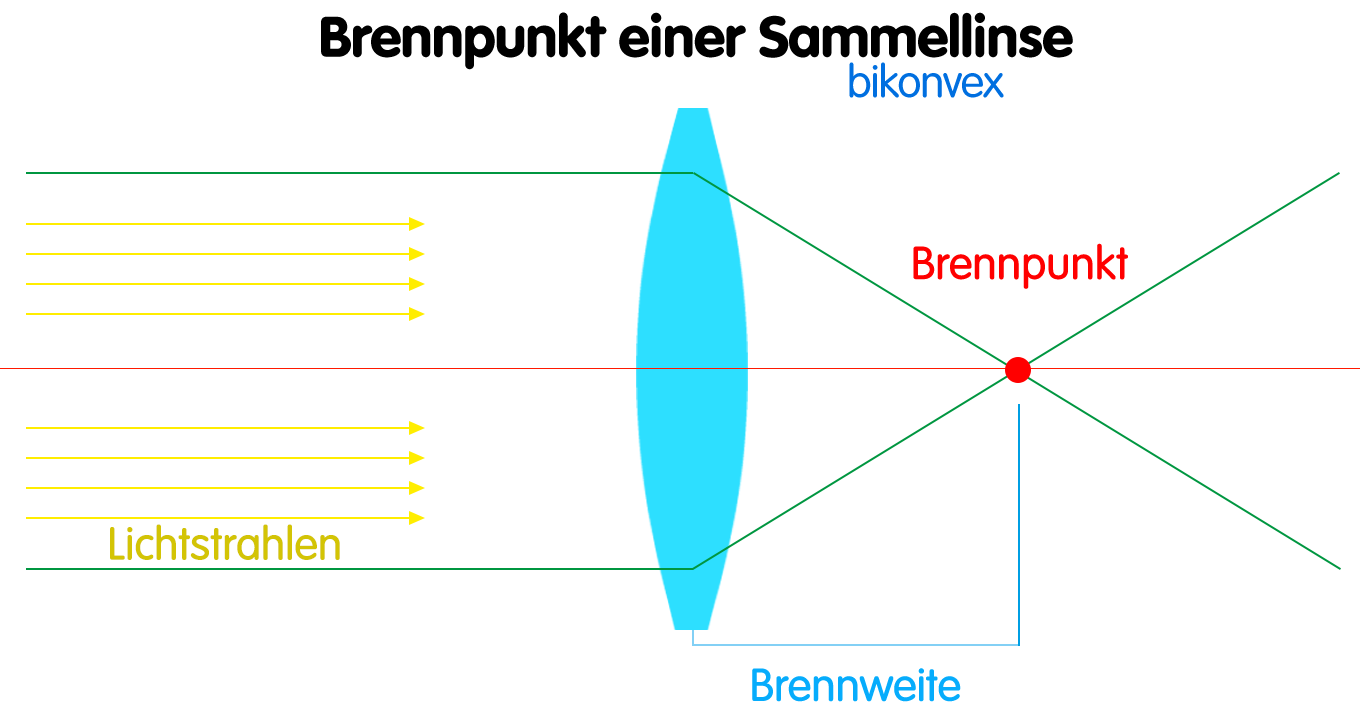 Brennpunkt einer Sammellinse
bikonvex
Brennpunkt
Lichtstrahlen
Brennweite